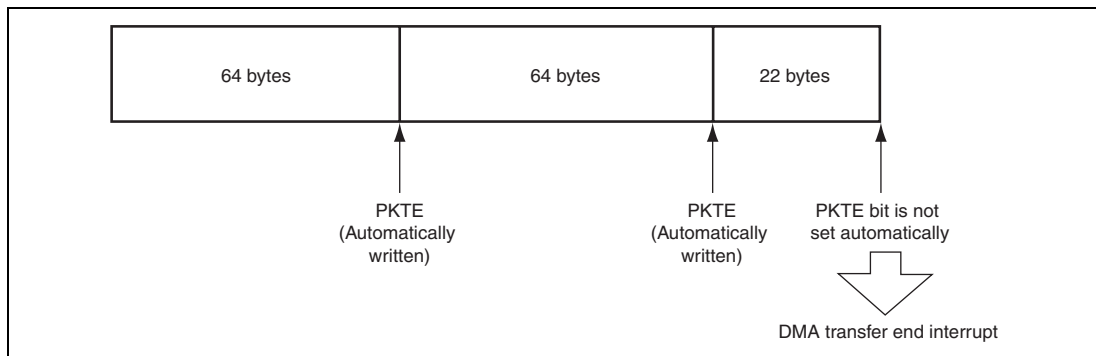 64 bytes
64 bytes
22 bytes
PKTE
(Automatically
written)
PKTE
(Automatically
written)
PKTE bit is not
set automatically
DMA transfer end interrupt